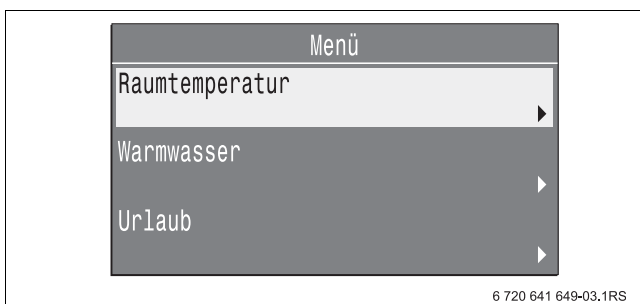 Menü
Raumtemperatur
Warmwasser
Urlaub
6 720 641 649-03.1RS